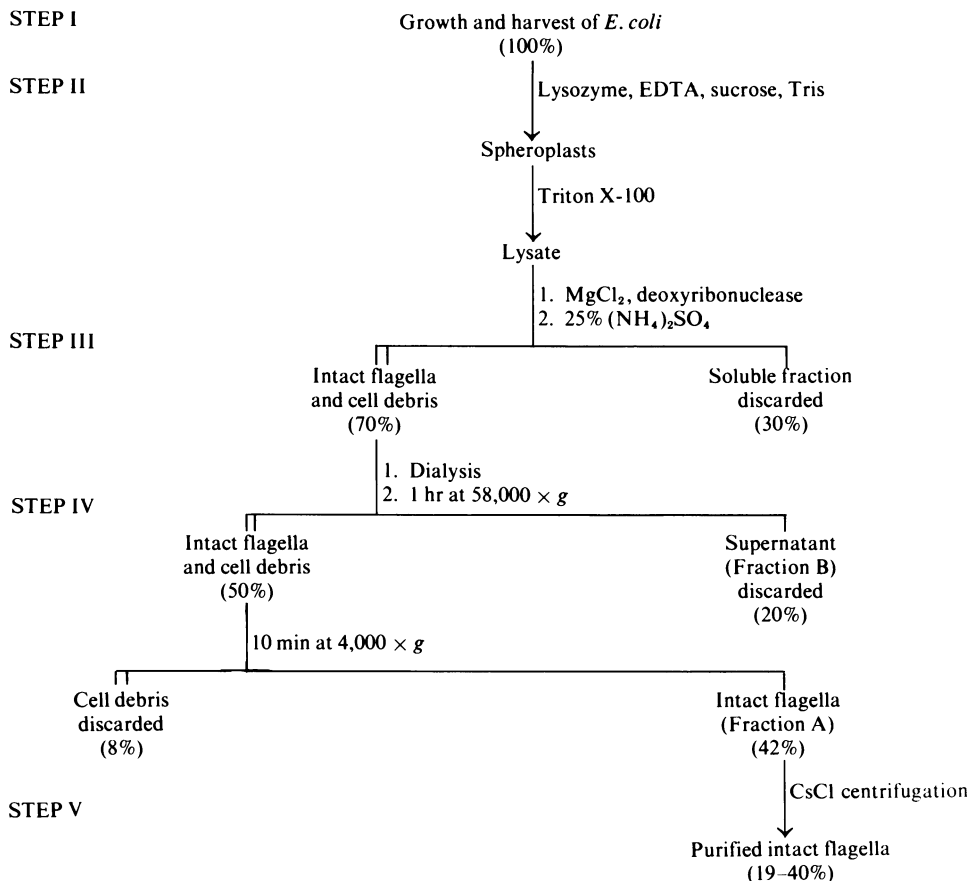 STEP I
Growth and harvest of E. coli
(100%)
STEP II
Lysozyme, EDTA, sucrose, Tris
Spheroplasts
Triton X-100
Lysate
1. MgCl₂, deoxyribonuclease
2. 25% (NH₄)₂SO₄
STEP III
Intact flagella
and cell debris
(70%)
Soluble fraction
discarded
(30%)
1. Dialysis
2. 1 hr at 58,000 × g
STEP IV
Intact flagella
and cell debris
(50%)
Supernatant
(Fraction B)
discarded
(20%)
10 min at 4,000 × g
Cell debris
discarded
(8%)
Intact flagella
(Fraction A)
(42%)
CsCl centrifugation
STEP V
Purified intact flagella
(19–40%)